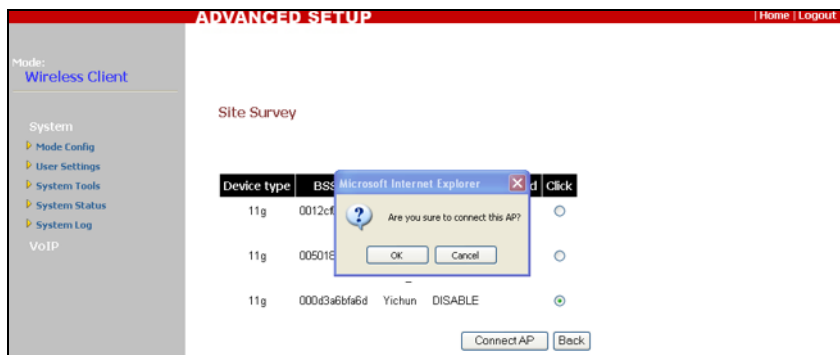 ADVANCED SETUP
| Home | Logout
Mode:
Wireless Client
System
Mode Config
User Settings
System Tools
System Status
System Log
VoIP
Site Survey
Device type Click
11g
11g
11g 000d3a6bfa6d Yichun DISABLE
Microsoft Internet Explorer
Are you sure to connect this AP?
OK Cancel
Connect AP Back